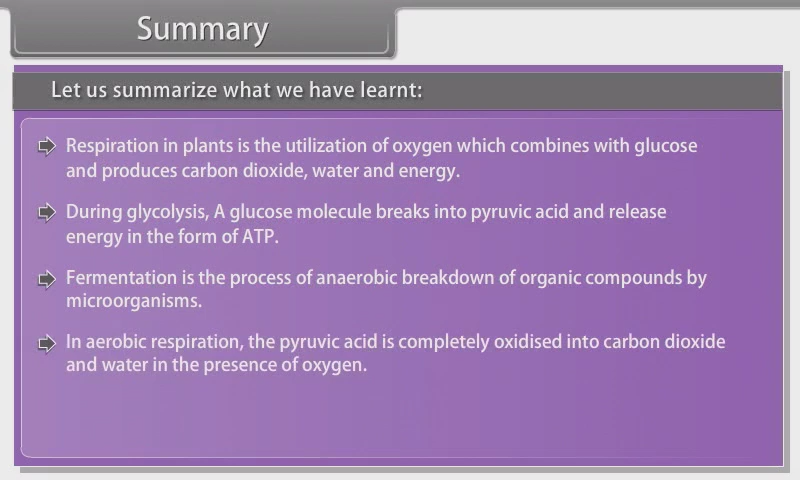 Summary
Let us summarize what we have learnt:
Respiration in plants is the utilization of oxygen which combines with glucose
and produces carbon dioxide, water and energy.
During glycolysis, A glucose molecule breaks into pyruvic acid and release
energy in the form of ATP.
Fermentation is the process of anaerobic breakdown of organic compounds by
microorganisms.
In aerobic respiration, the pyruvic acid is completely oxidised into carbon dioxide
and water in the presence of oxygen.